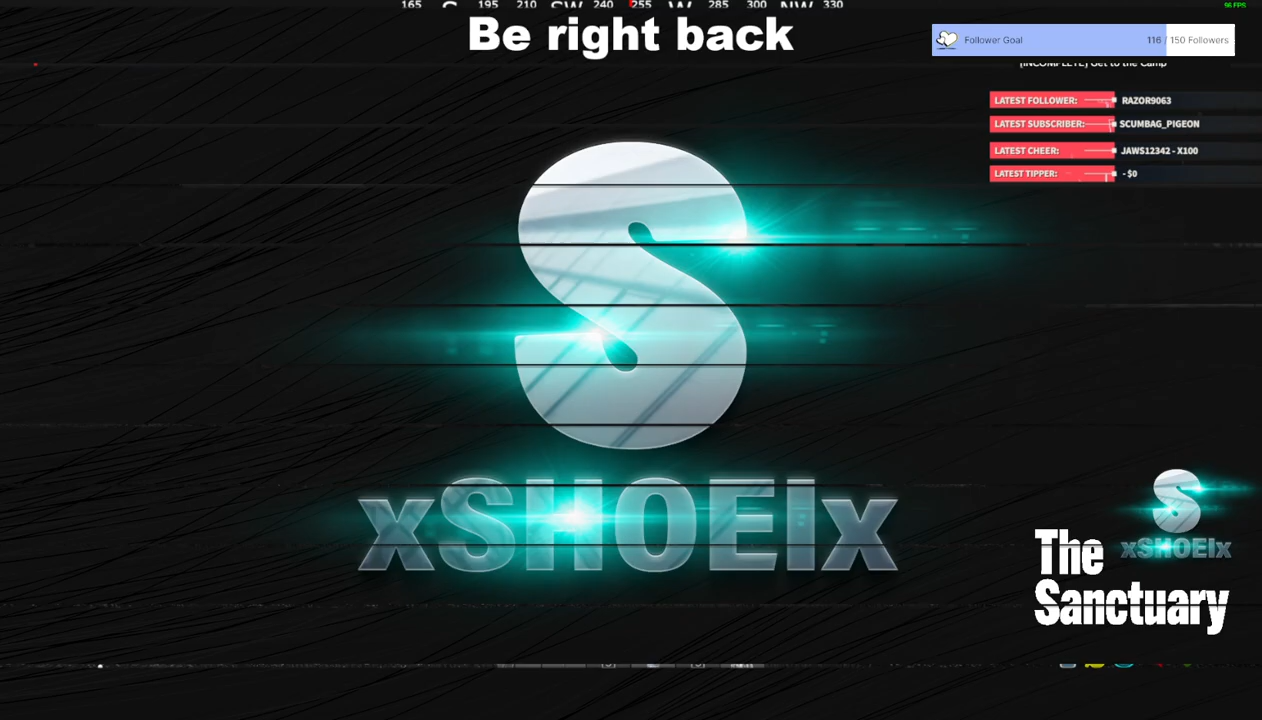 165 195 210 SW 240 255 W 285 300 NW 330
96 FPS
Be right back
Follower Goal 116 / 150 Followers
[INCOMPLETE] Get to the Camp
LATEST FOLLOWER: RAZOR9063
LATEST SUBSCRIBER: SCUMBAG_PIGEON
LATEST CHEER: JAWS12342 - X100
LATEST TIPPER: - $0
S
xSHOEIx
S
xSHOEIx
The
Sanctuary